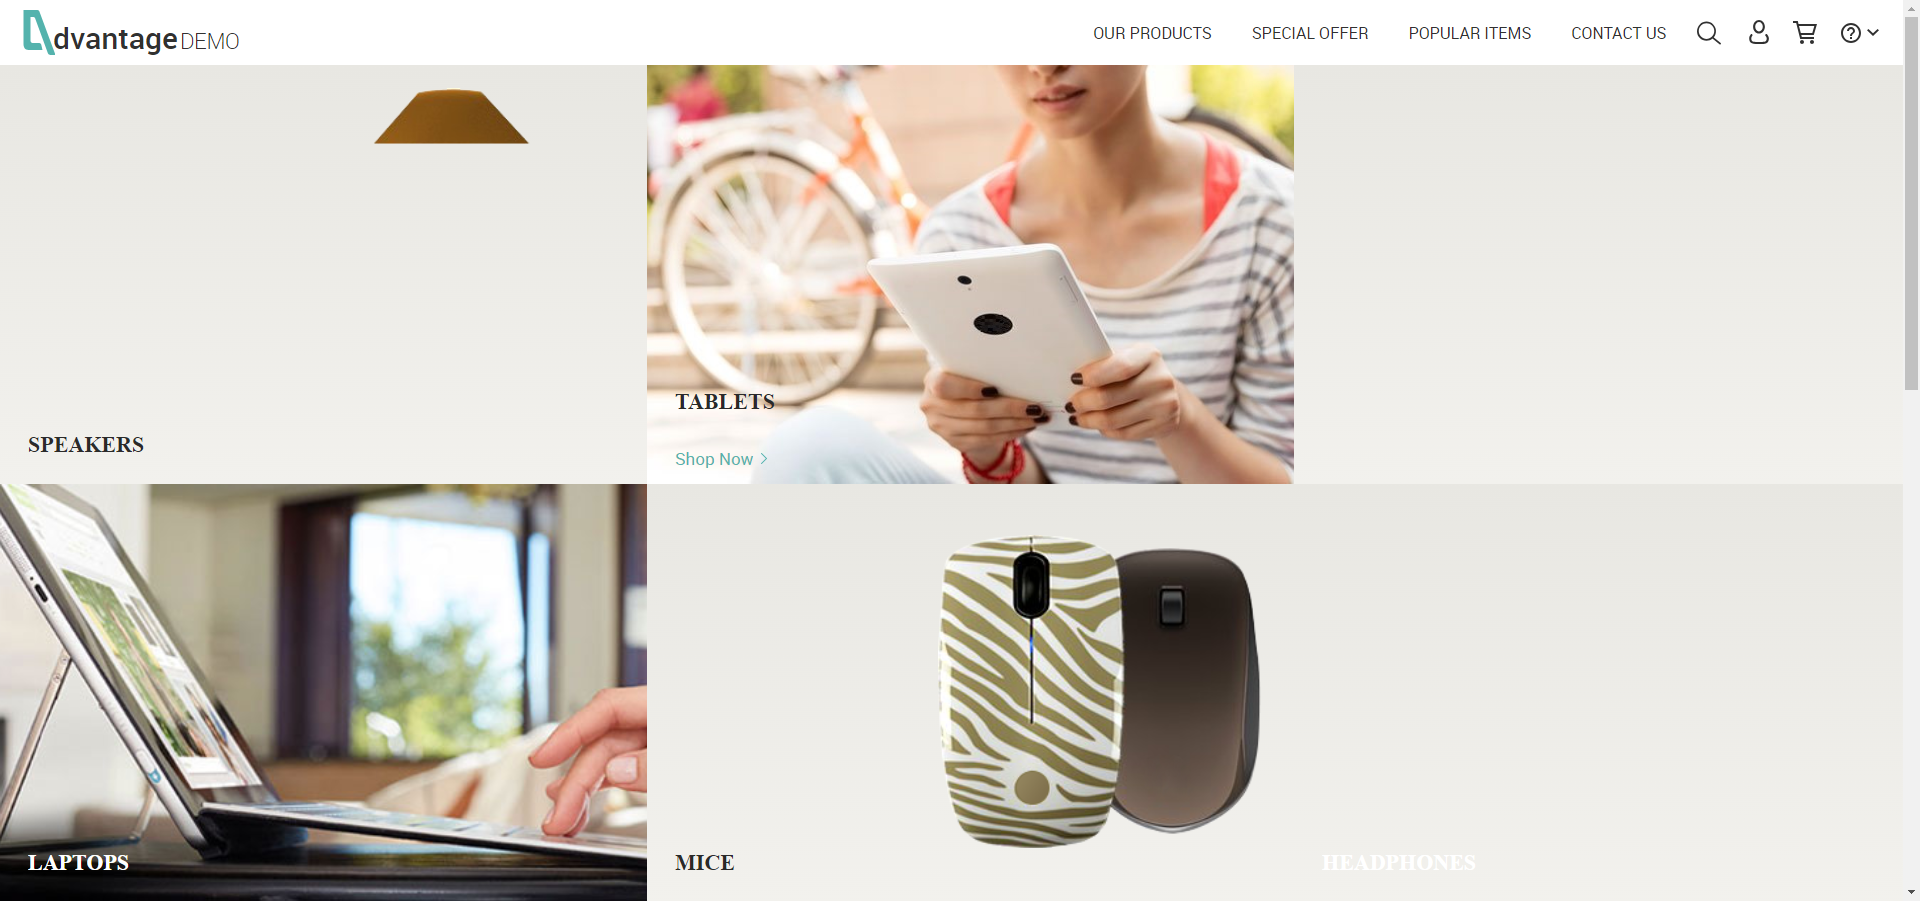 dvantage DEMO
OUR PRODUCTS
SPECIAL OFFER
POPULAR ITEMS
CONTACT US
SPEAKERS
TABLETS
Shop Now
LAPTOPS
MICE
HEADPHONES